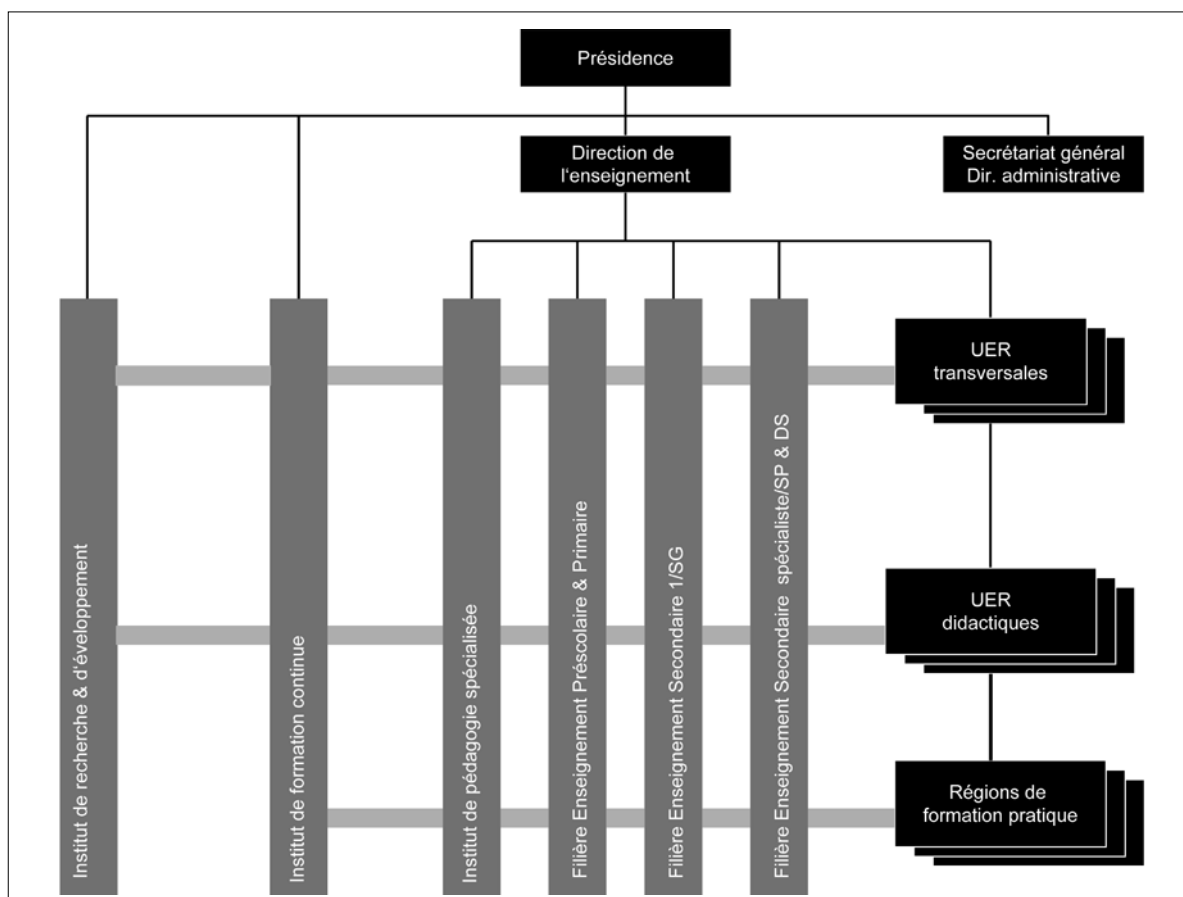 Présidence
Direction de
l'enseignement
Secrétariat général
Dir. administrative
Institut de recherche & d'éveloppement
Institut de formation continue
Institut de pédagogie spécialisée
Filière Enseignement Préscolaire & Primaire
Filière Enseignement Secondaire 1/SG
Filière Enseignement Secondaire spécialiste/SP & DS
UER
transversales
UER
didactiques
Régions de
formation pratique